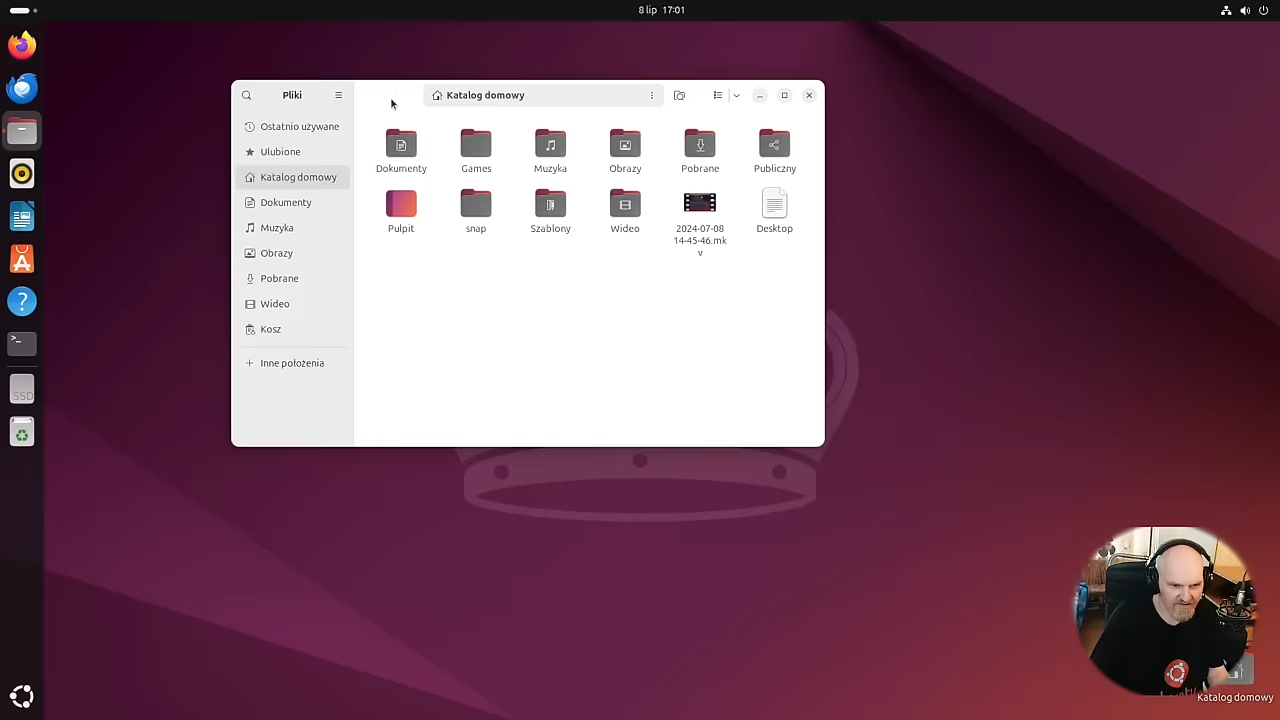 8 lip 17:01
Pliki
Katalog domowy
Ostatnio używane
Ulubione
Katalog domowy
Dokumenty
Muzyka
Obrazy
Pobrane
Wideo
Kosz
Inne położenia
Dokumenty
Games
Muzyka
Obrazy
Pobrane
Publiczny
Pulpit
snap
Szablony
Wideo
2024-07-08
14-45-46.mk
v
Desktop
SSD
Katalog domowy